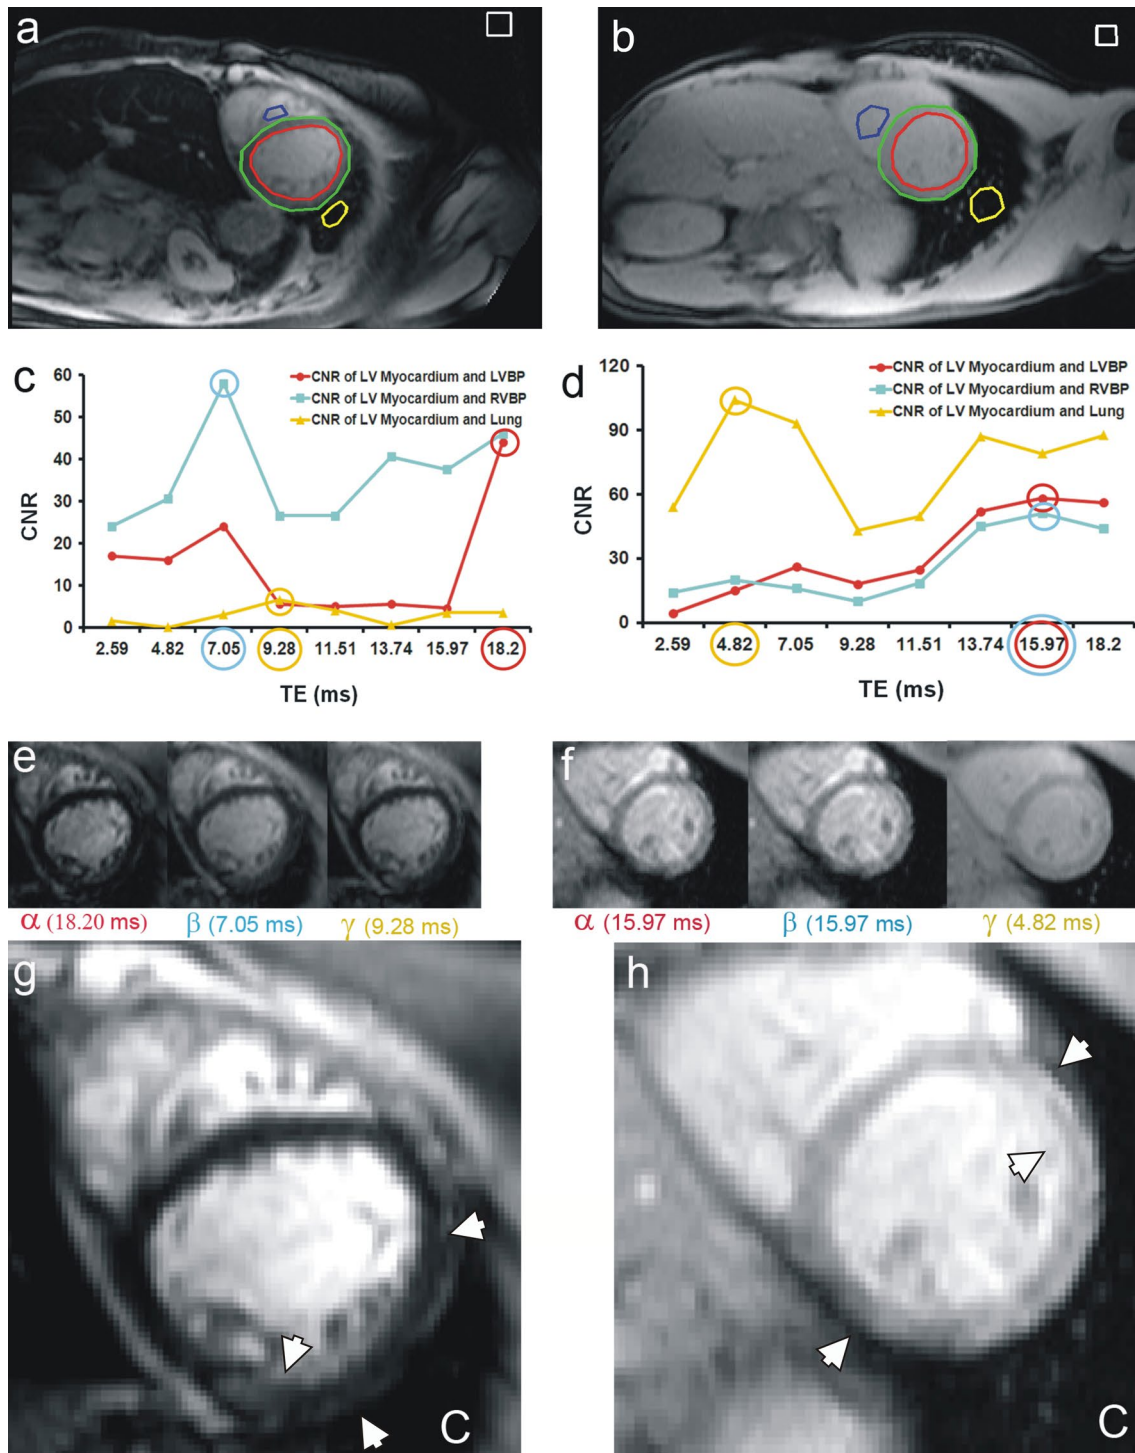 a
b
c
CNR of LV Myocardium and LVBP
CNR of LV Myocardium and RVBP
CNR of LV Myocardium and Lung
60
50
40
30
20
10
0
CNR
2.59 4.82 7.05 9.28 11.51 13.74 15.97 18.2
TE (ms)
d
CNR of LV Myocardium and LVBP
CNR of LV Myocardium and RVBP
CNR of LV Myocardium and Lung
120
90
60
30
0
CNR
2.59 4.82 7.05 9.28 11.51 13.74 15.97 18.2
TE (ms)
e
α (18.20 ms) β (7.05 ms) γ (9.28 ms)
f
α (15.97 ms) β (15.97 ms) γ (4.82 ms)
g
C
h
C